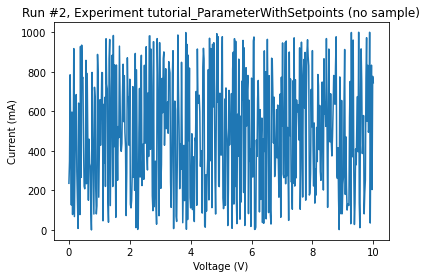 Run #2, Experiment tutorial_ParameterWithSetpoints (no sample)
1000
800
600
400
200
0
Current (mA)
0 2 4 6 8 10
Voltage (V)